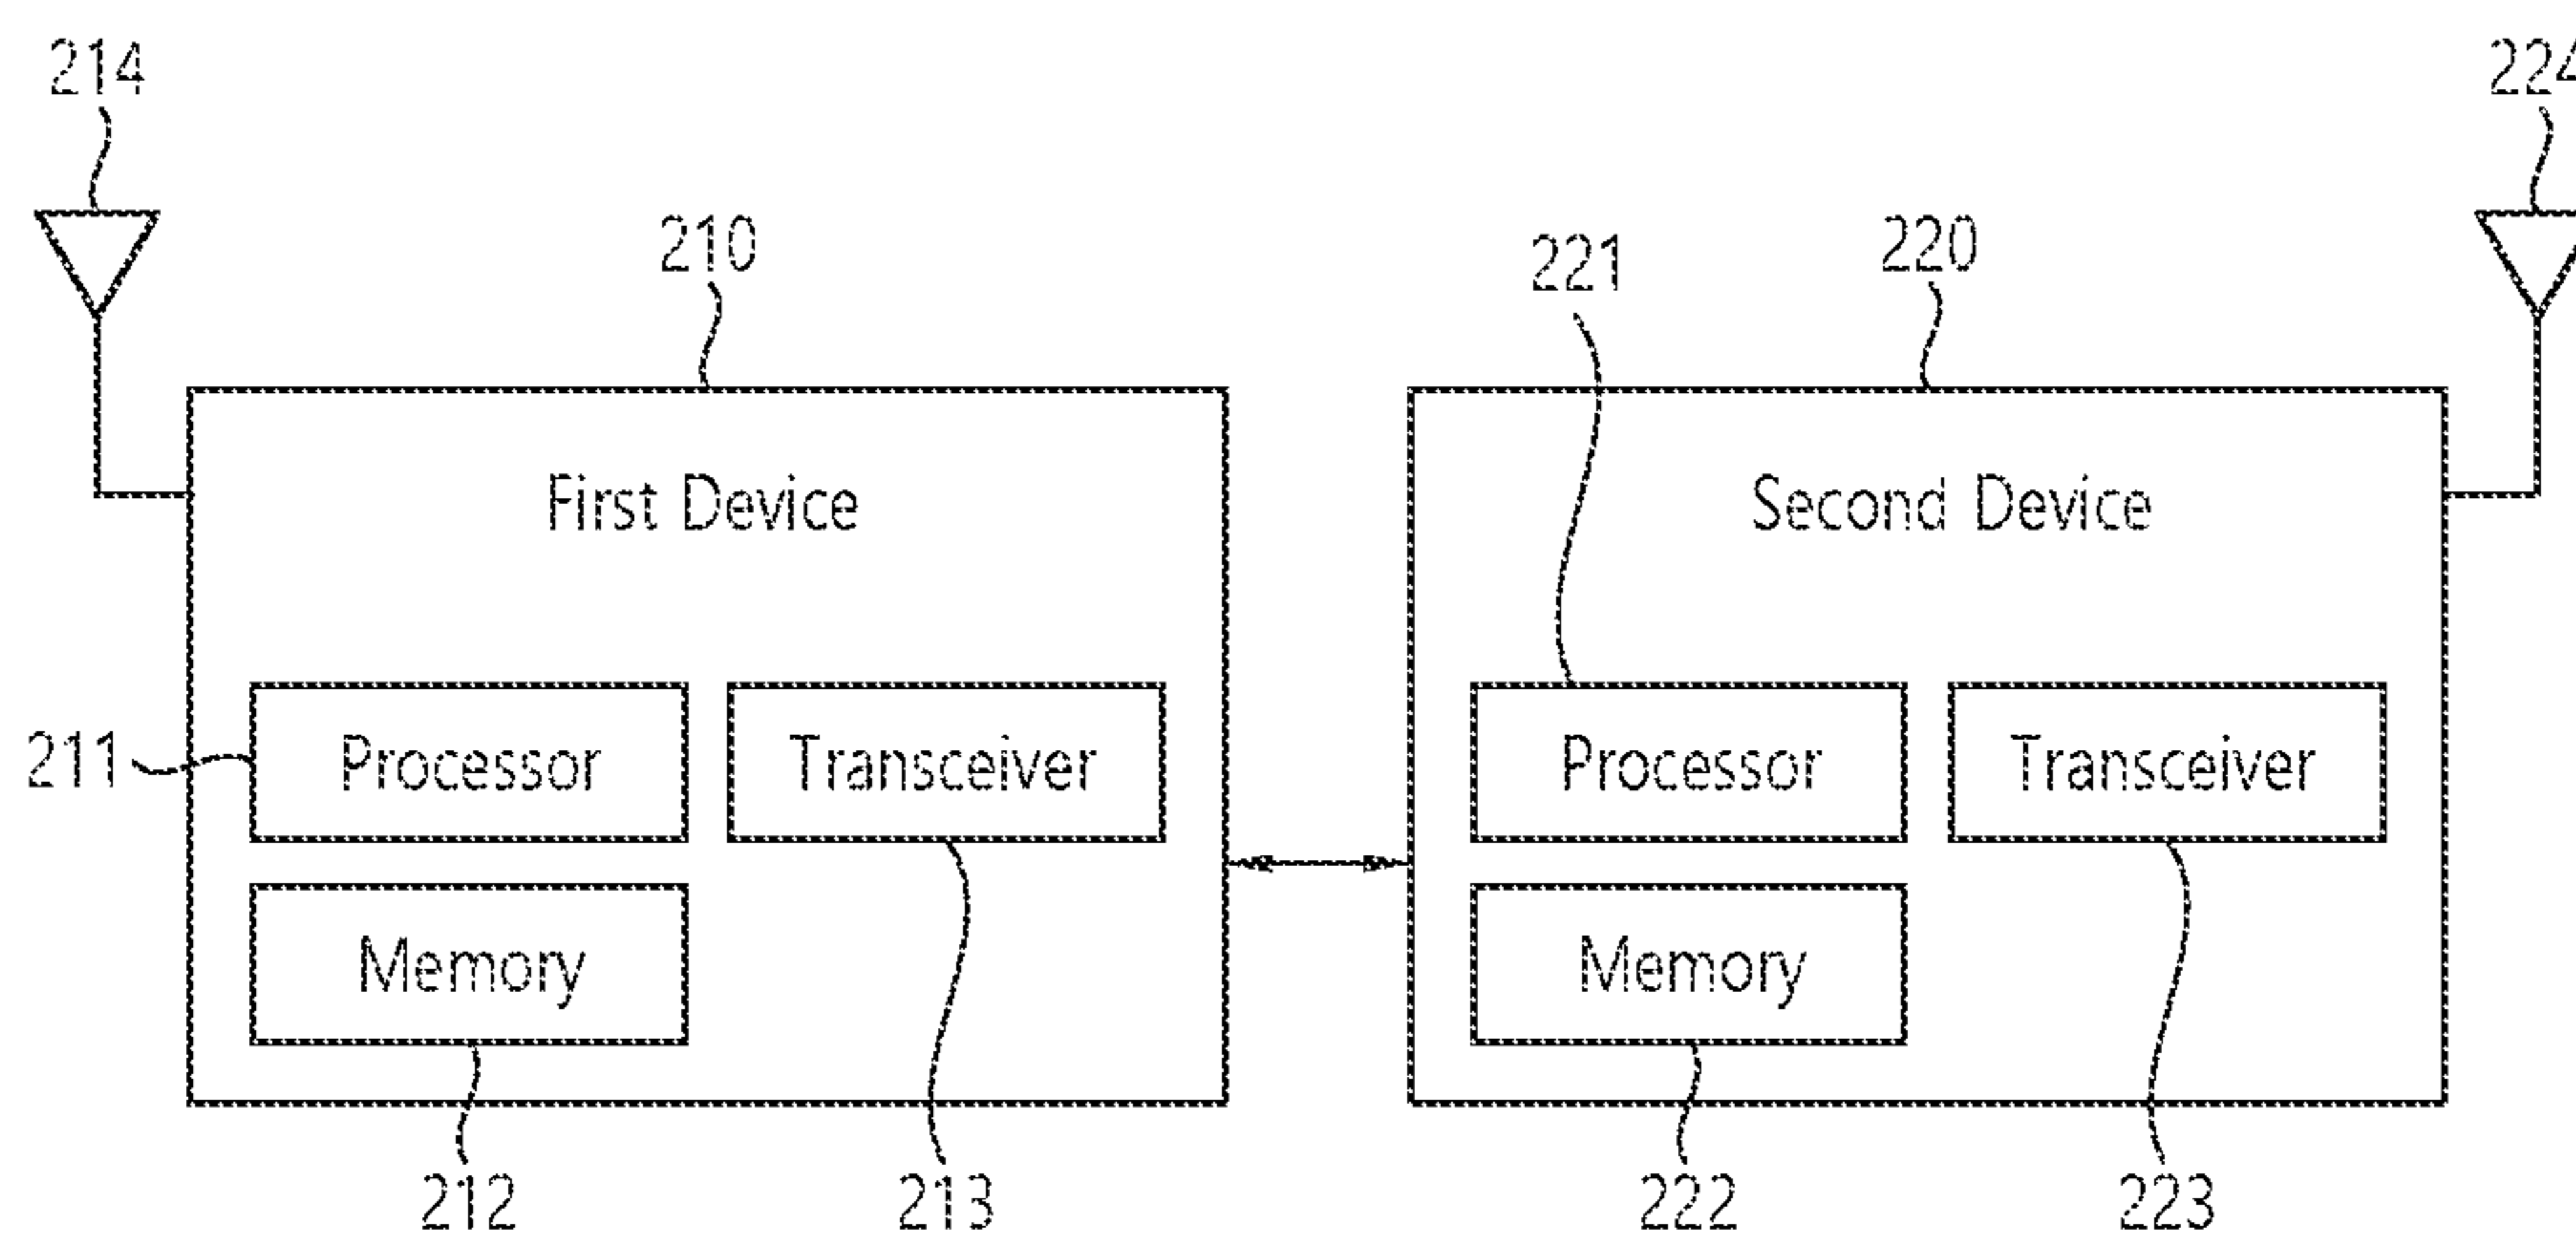 214
224
210
221
220
First Device
Second Device
211
Processor
Transceiver
Processor
Transceiver
Memory
Memory
212
213
222
223